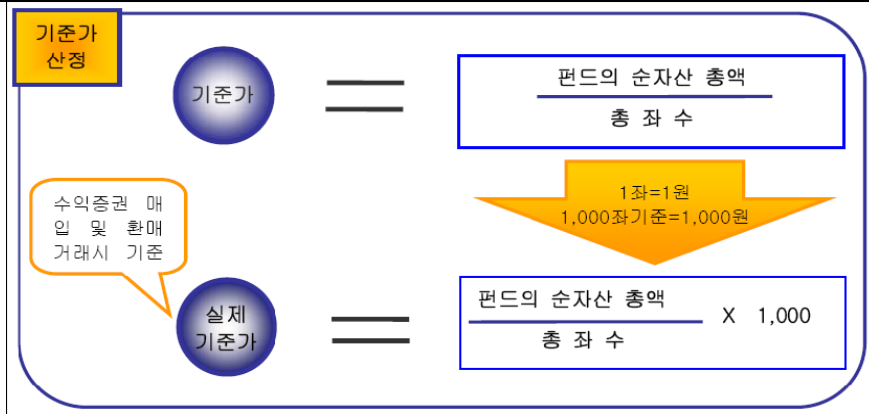 기준가
산정
기준가
펀드의 순자산 총액
총 좌 수
1좌=1원
1,000좌기준=1,000원
수익증권 매
입 및 환매
거래시 기준
실제
기준가
펀드의 순자산 총액
총 좌 수
X 1,000